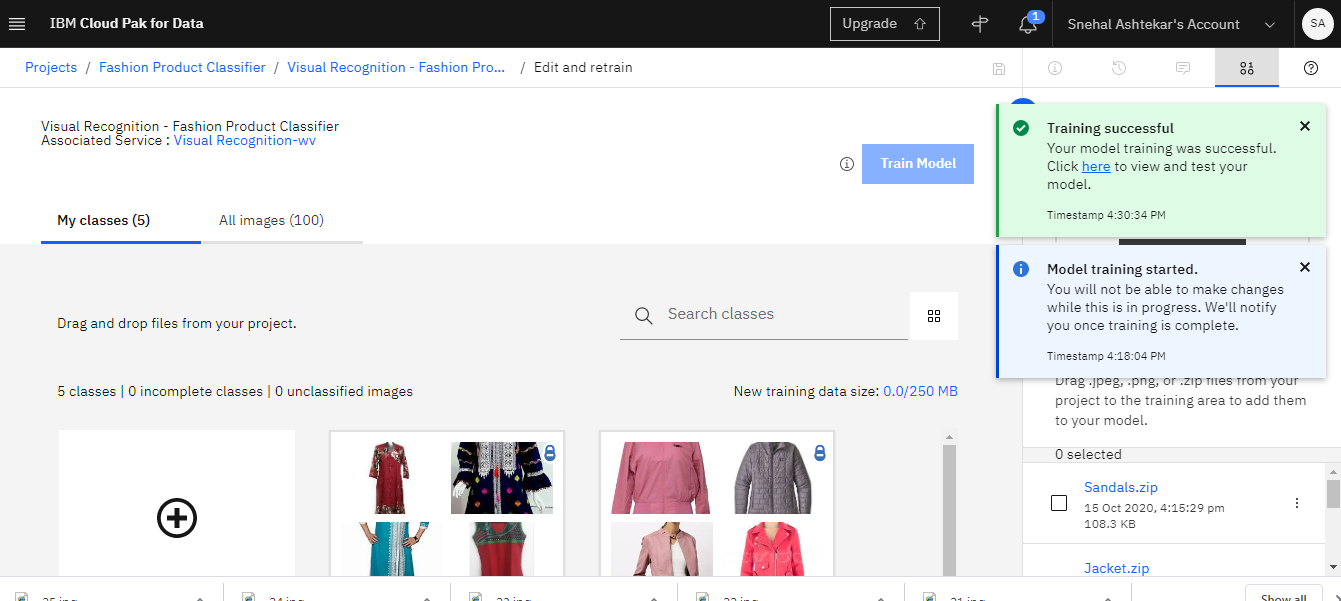 IBM Cloud Pak for Data
Upgrade
1
Snehal Ashtekar's Account
SA
Projects / Fashion Product Classifier / Visual Recognition - Fashion Pro... / Edit and retrain
Visual Recognition - Fashion Product Classifier
Associated Service : Visual Recognition-wv
Train Model
My classes (5)
All images (100)
Drag and drop files from your project.
Search classes
5 classes | 0 incomplete classes | 0 unclassified images
New training data size: 0.0/250 MB
Training successful
Your model training was successful.
Click here to view and test your
model.
Timestamp 4:30:34 PM
Model training started.
You will not be able to make changes
while this is in progress. We'll notify
you once training is complete.
Timestamp 4:18:04 PM
Drag .jpeg, .png, or .zip files from your
project to the training area to add them
to your model.
0 selected
Sandals.zip
15 Oct 2020, 4:15:29 pm
108.3 KB
Jacket.zip
Show all